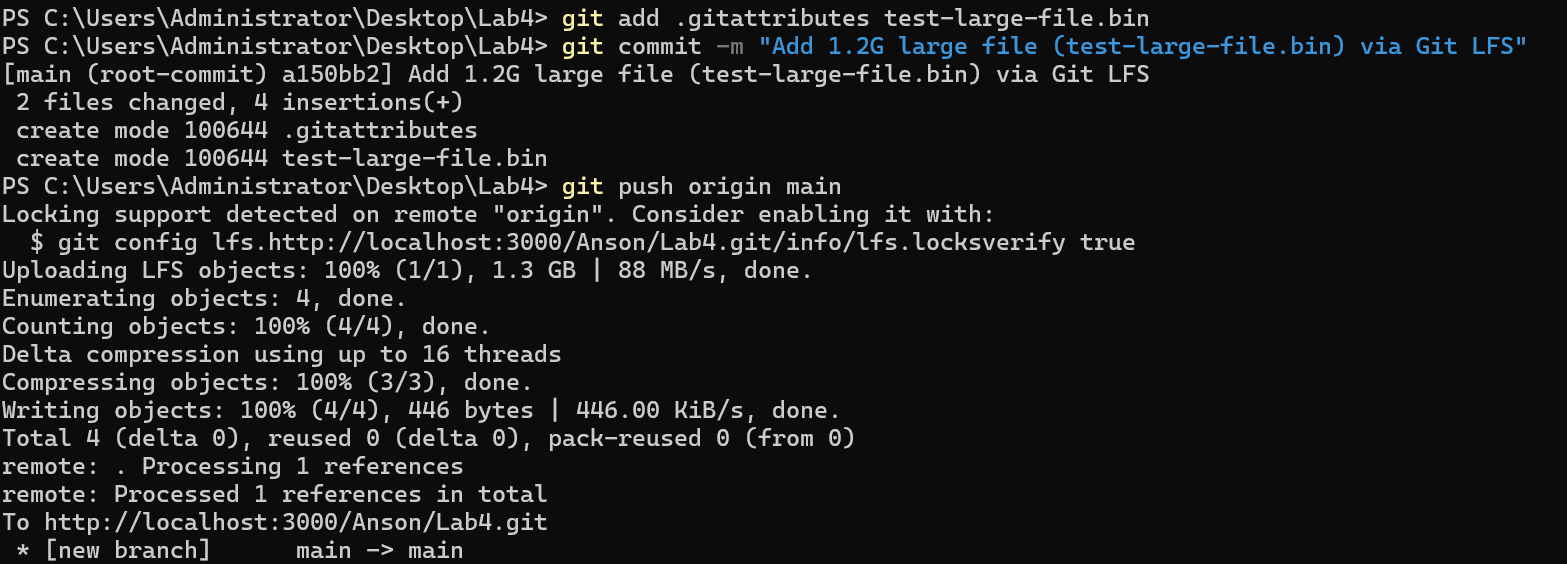 PS C:\Users\Administrator\Desktop\Lab4> git add .gitattributes test-large-file.bin
PS C:\Users\Administrator\Desktop\Lab4> git commit -m "Add 1.2G large file (test-large-file.bin) via Git LFS"
[main (root-commit) a150bb2] Add 1.2G large file (test-large-file.bin) via Git LFS
 2 files changed, 4 insertions(+)
 create mode 100644 .gitattributes
 create mode 100644 test-large-file.bin
PS C:\Users\Administrator\Desktop\Lab4> git push origin main
Locking support detected on remote "origin". Consider enabling it with:
  $ git config lfs.http://localhost:3000/Anson/Lab4.git/info/lfs.locksverify true
Uploading LFS objects: 100% (1/1), 1.3 GB | 88 MB/s, done.
Enumerating objects: 4, done.
Counting objects: 100% (4/4), done.
Delta compression using up to 16 threads
Compressing objects: 100% (3/3), done.
Writing objects: 100% (4/4), 446 bytes | 446.00 KiB/s, done.
Total 4 (delta 0), reused 0 (delta 0), pack-reused 0 (from 0)
remote: . Processing 1 references
remote: Processed 1 references in total
To http://localhost:3000/Anson/Lab4.git
 * [new branch]      main -> main